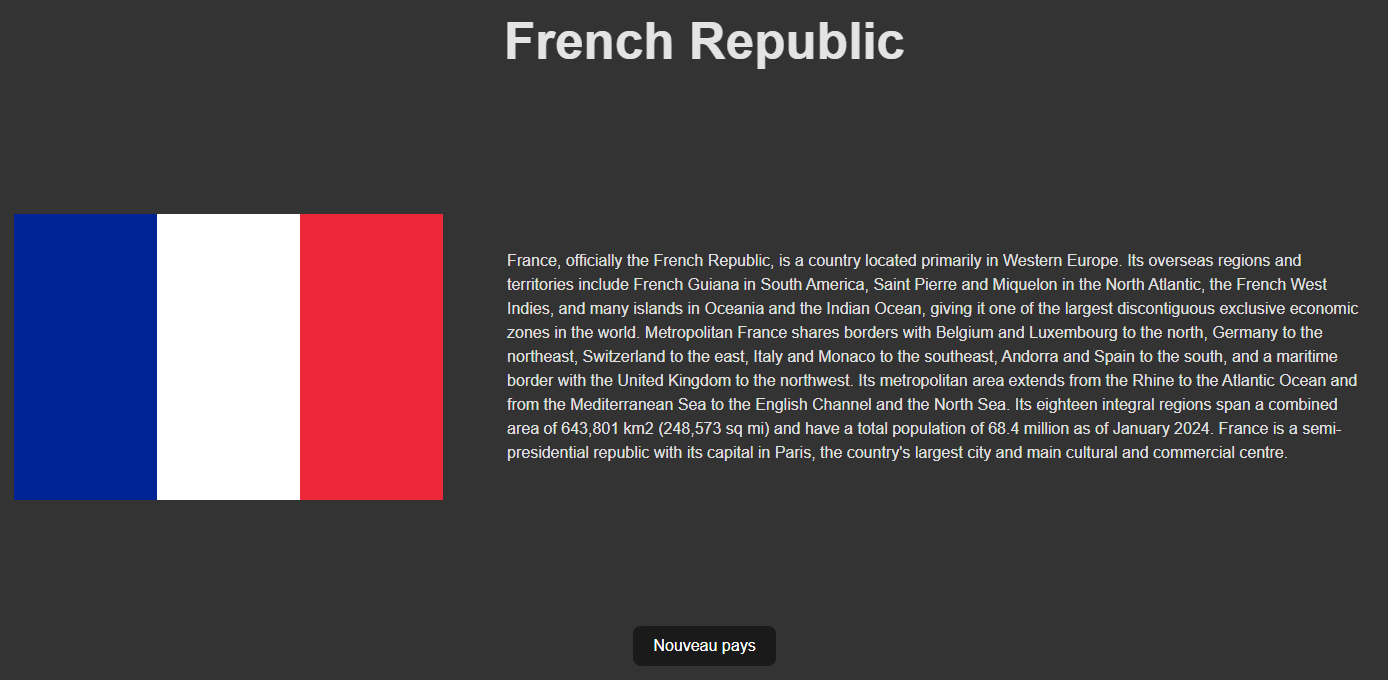 French Republic
France, officially the French Republic, is a country located primarily in Western Europe. Its overseas regions and
territories include French Guiana in South America, Saint Pierre and Miquelon in the North Atlantic, the French West
Indies, and many islands in Oceania and the Indian Ocean, giving it one of the largest discontiguous exclusive economic
zones in the world. Metropolitan France shares borders with Belgium and Luxembourg to the north, Germany to the
northeast, Switzerland to the east, Italy and Monaco to the southeast, Andorra and Spain to the south, and a maritime
border with the United Kingdom to the northwest. Its metropolitan area extends from the Rhine to the Atlantic Ocean and
from the Mediterranean Sea to the English Channel and the North Sea. Its eighteen integral regions span a combined
area of 643,801 km2 (248,573 sq mi) and have a total population of 68.4 million as of January 2024. France is a semi-
presidential republic with its capital in Paris, the country's largest city and main cultural and commercial centre.
Nouveau pays